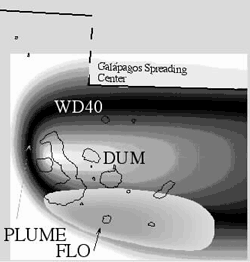 Galápagos Spreading
Center
WD40
DUM
PLUME
FLO